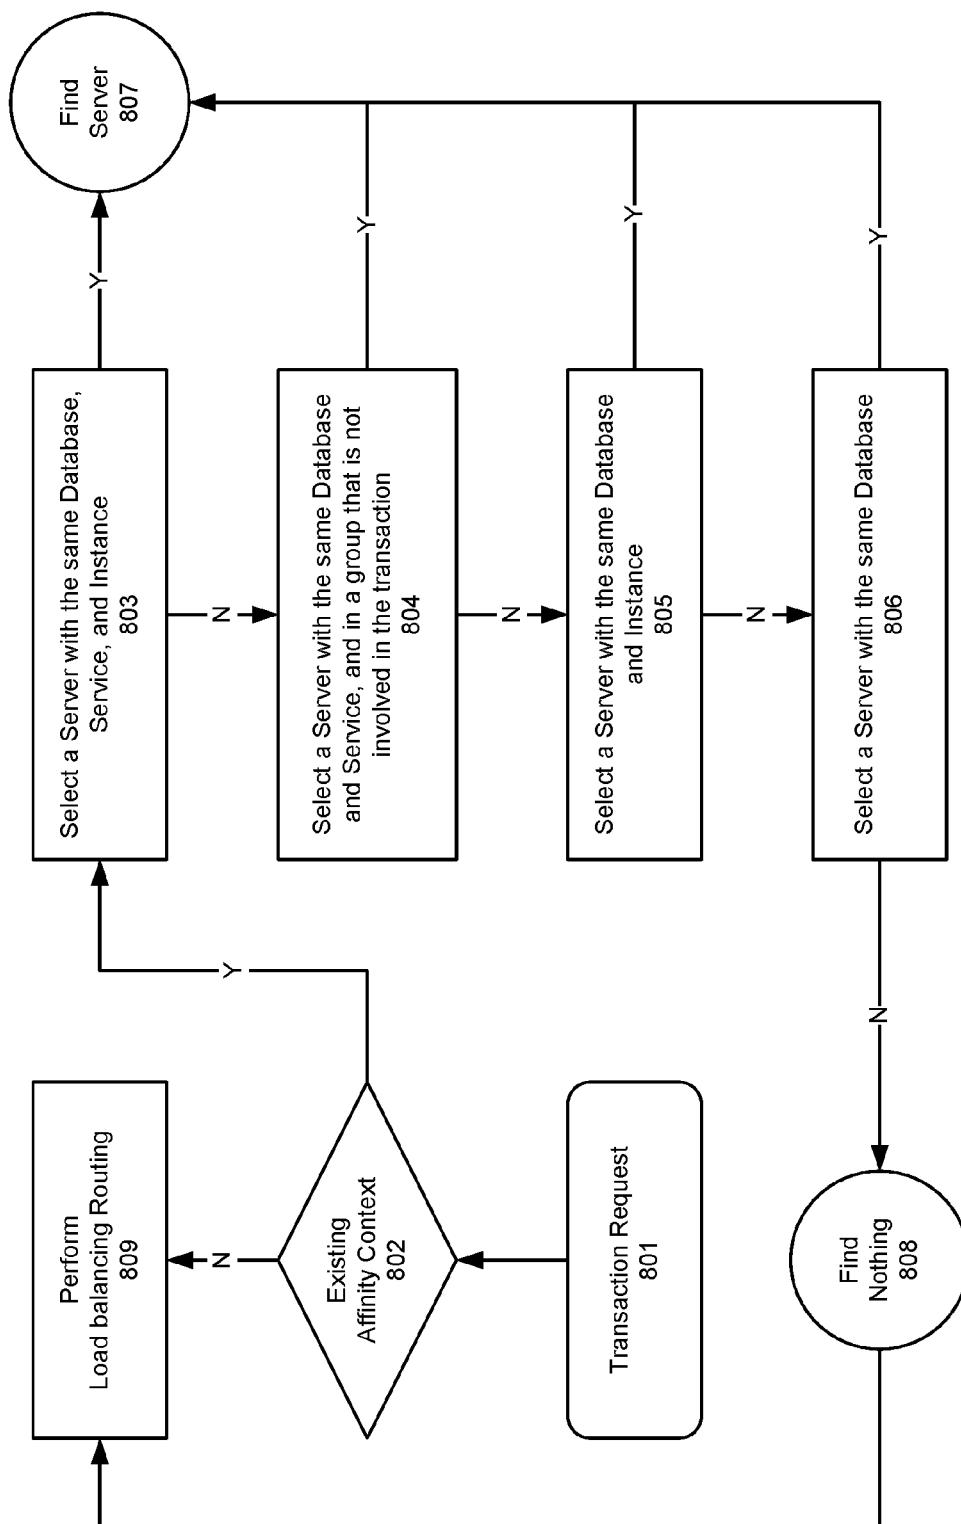 Perform
Load balancing Routing
809
N
Existing
Affinity Context
802
Transaction Request
801
Y
Select a Server with the same Database,
Service, and Instance
803
Y
Find
Server
807
N
Select a Server with the same Database
and Service, and in a group that is not
involved in the transaction
804
Y
N
Select a Server with the same Database
and Instance
805
Y
N
Select a Server with the same Database
806
Y
N
Find
Nothing
808